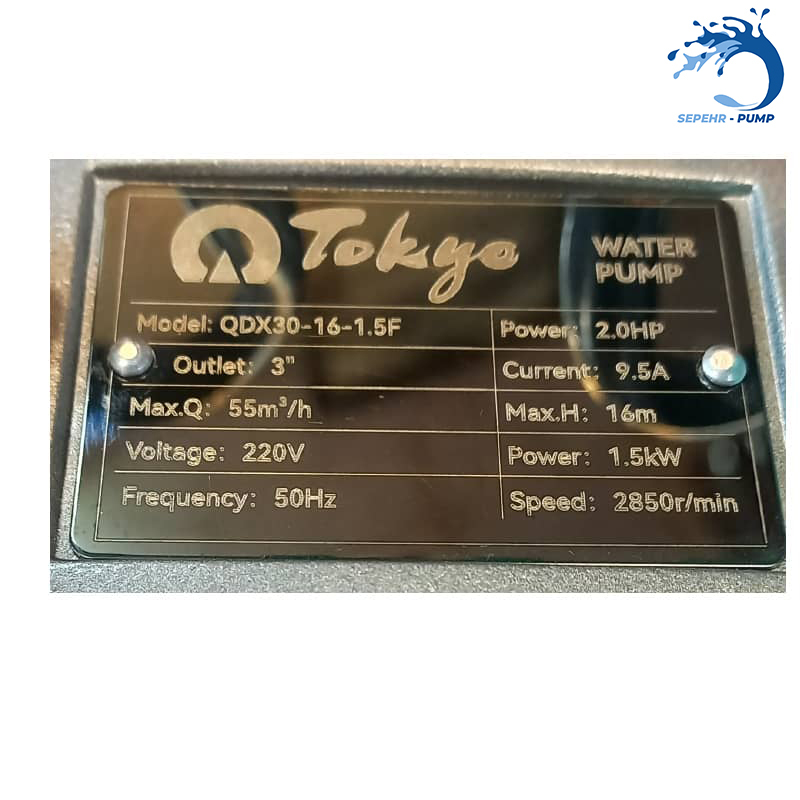 SEPEHR - PUMP
Tokyo
WATER
PUMP
Model: QDX30-16-1.5F
Power: 2.0HP
Outlet: 3"
Current: 9.5A
Max.Q: 55m³/h
Max.H: 16m
Voltage: 220V
Power: 1.5kW
Frequency: 50Hz
Speed: 2850r/min